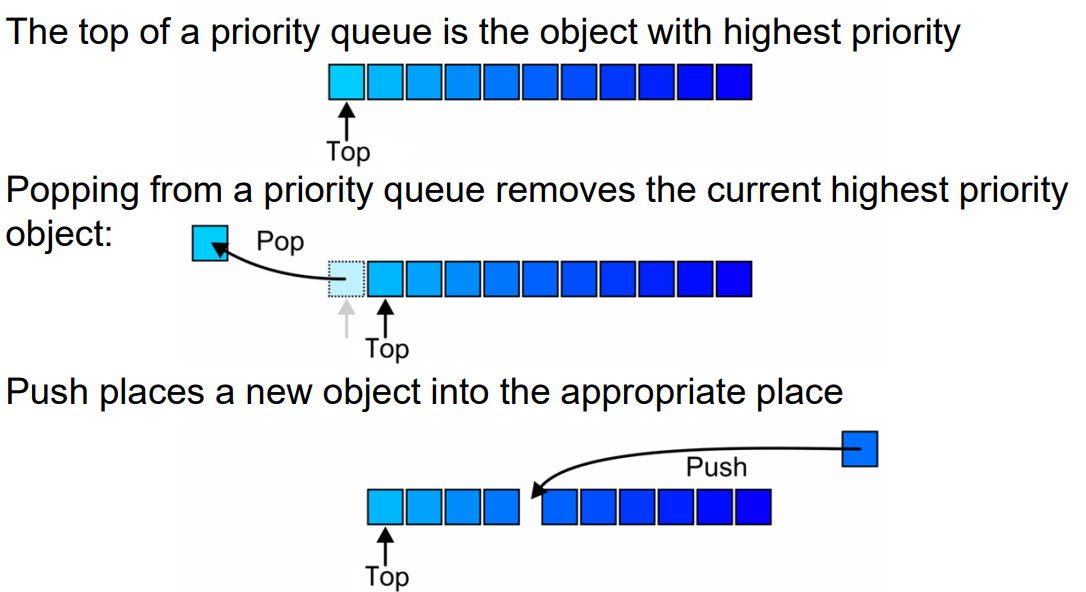 The top of a priority queue is the object with highest priority
Top
Popping from a priority queue removes the current highest priority
object:
Pop
Top
Push places a new object into the appropriate place
Push
Top